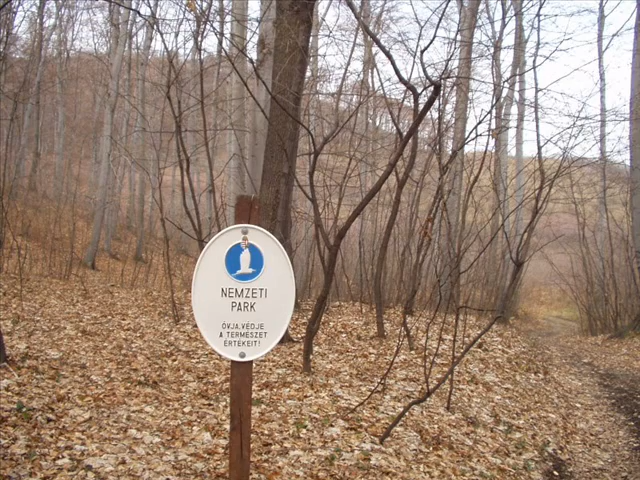 NEMZETI
PARK
ÓVJA, VÉDJE
A TERMÉSZET
ÉRTÉKEIT!